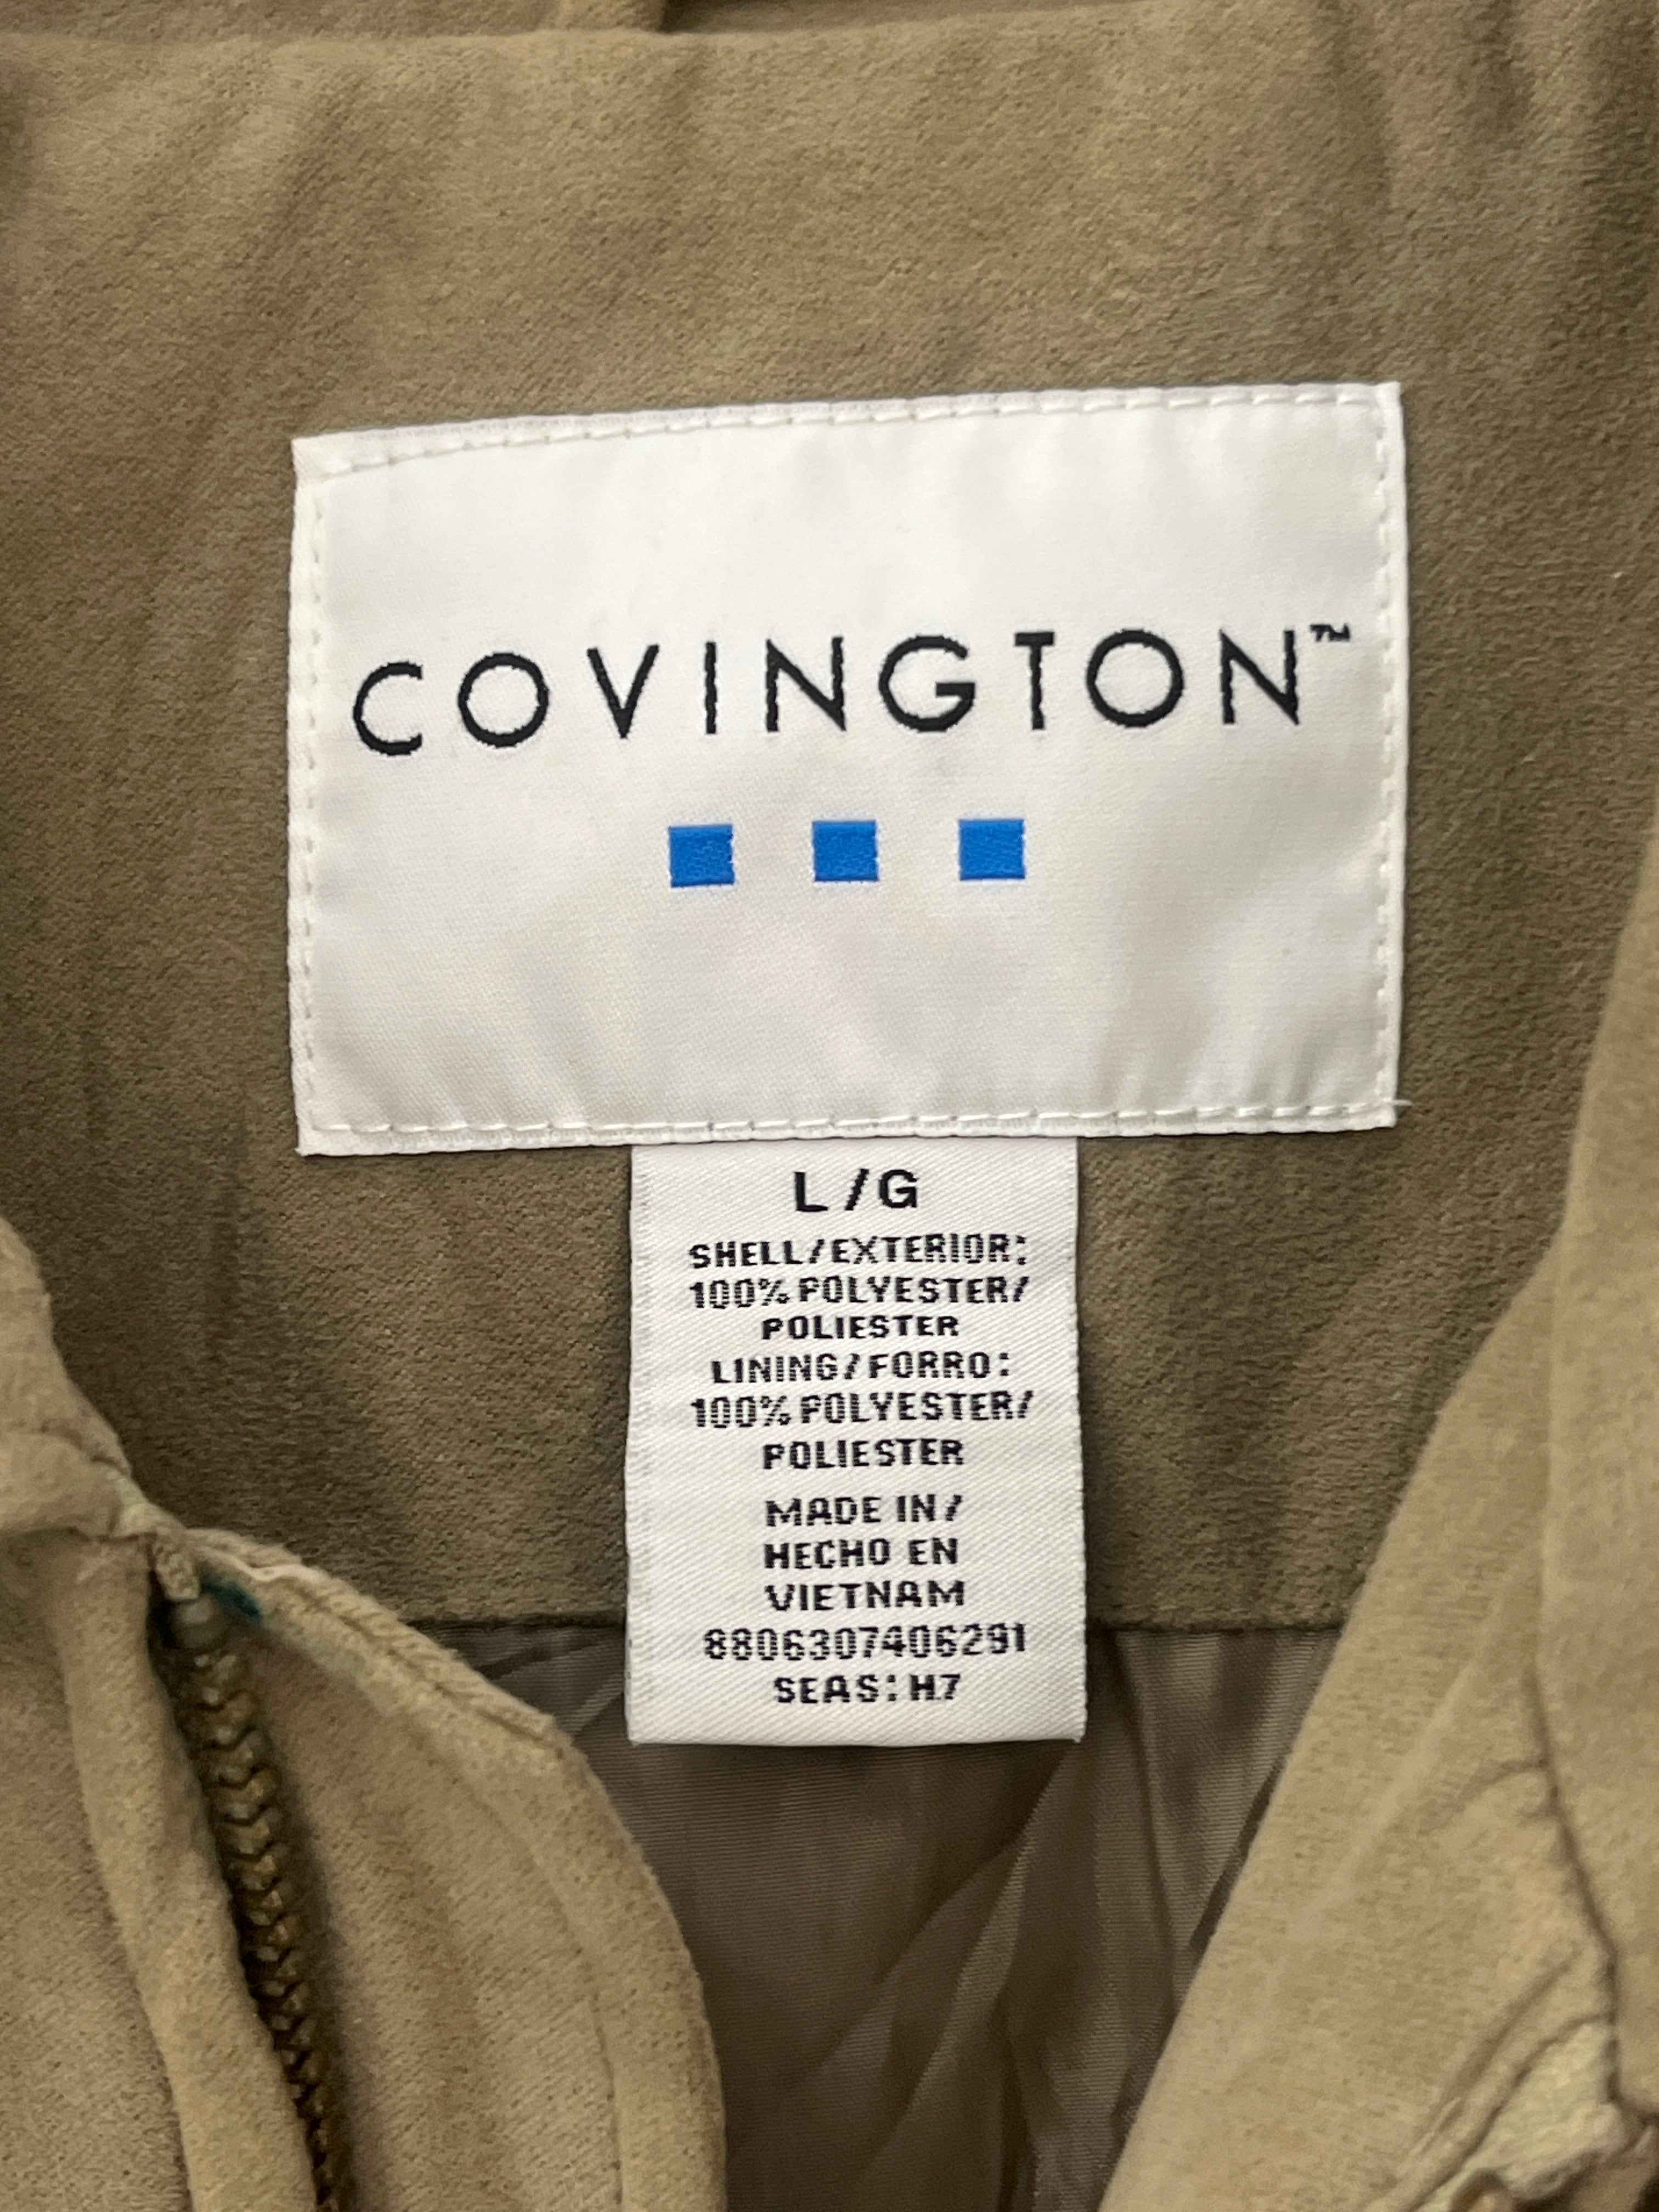 COVINGTON™
L/G
SHELL/EXTERIOR:
100% POLYESTER/
POLIESTER
LINING/FORRO:
100% POLYESTER/
POLIESTER
MADE IN/
HECHO EN
VIETNAM
8806307406291
SEAS: H7